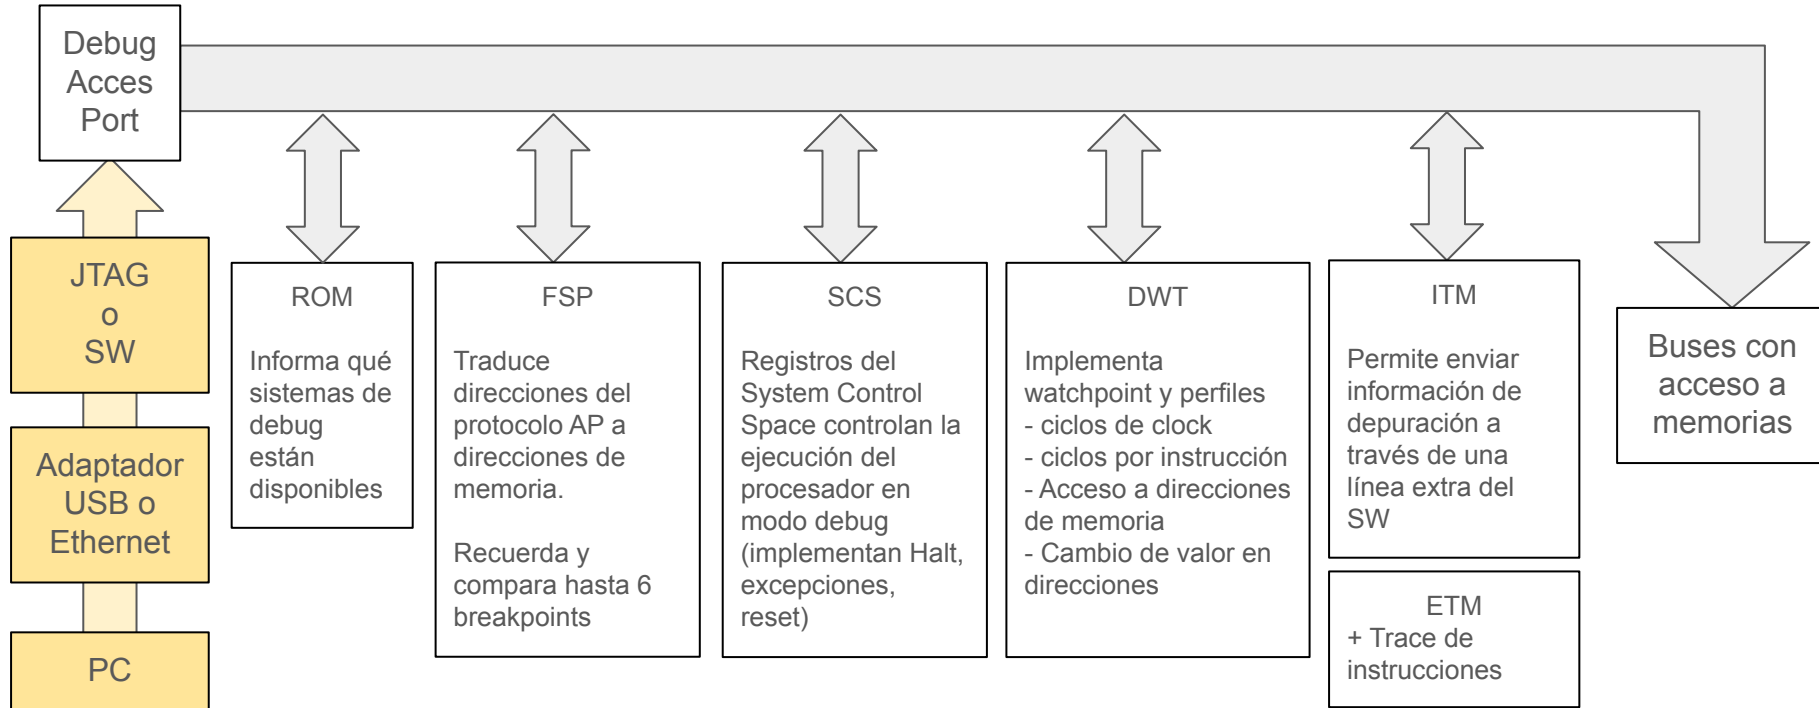 Debug
Acces
Port
JTAG
o
SW
Adaptador
USB o
Ethernet
PC
ROM
Informa qué
sistemas de
debug
están
disponibles
FSP
Traduce
direcciones del
protocolo AP a
direcciones de
memoria.
Recuerda y
compara hasta 6
breakpoints
SCS
Registros del
System Control
Space controlan la
ejecución del
procesador en
modo debug
(implementan Halt,
excepciones,
reset)
DWT
Implementa
watchpoint y perfiles
- ciclos de clock
- ciclos por instrucción
- Acceso a direcciones
de memoria
- Cambio de valor en
direcciones
ITM
Permite enviar
información de
depuración a
través de una
línea extra del
SW
ETM
+ Trace de
instrucciones
Buses con
acceso a
memorias